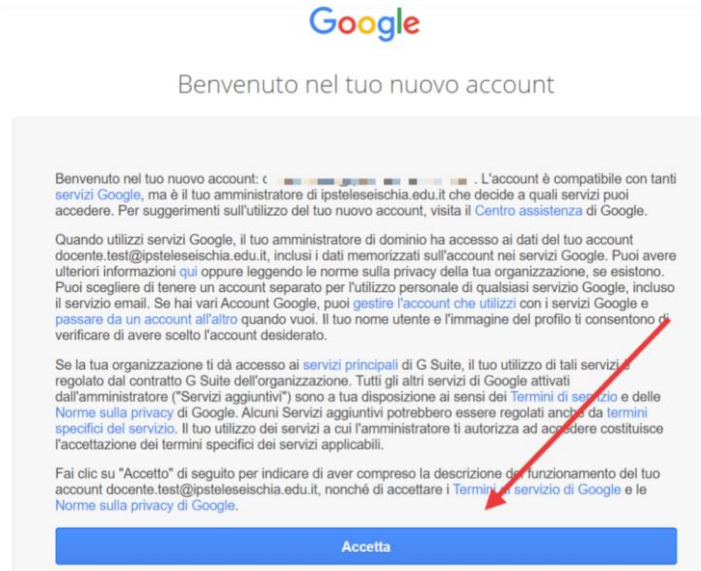 Google
Benvenuto nel tuo nuovo account
Benvenuto nel tuo nuovo account: . L'account è compatibile con tanti
servizi Google, ma è il tuo amministratore di ipsteleseischia.edu.it che decide a quali servizi puoi
accedere. Per suggerimenti sull'utilizzo del tuo nuovo account, visita il Centro assistenza di Google.
Quando utilizzi servizi Google, il tuo amministratore di dominio ha accesso ai dati del tuo account
docente.test@ipsteleseischia.edu.it, inclusi i dati memorizzati sull'account nei servizi Google. Puoi avere
ulteriori informazioni qui oppure leggendo le norme sulla privacy della tua organizzazione, se esistono.
Puoi scegliere di tenere un account separato per l'utilizzo personale di qualsiasi servizio Google, incluso
il servizio email. Se hai vari Account Google, puoi gestire l'account che utilizzi con i servizi Google e
passare da un account all'altro quando vuoi. Il tuo nome utente e l'immagine del profilo ti consentono di
verificare di avere scelto l'account desiderato.
Se la tua organizzazione ti dà accesso ai servizi principali di G Suite, il tuo utilizzo di tali servizi è
regolato dal contratto G Suite dell'organizzazione. Tutti gli altri servizi di Google attivati
dall'amministratore ("Servizi aggiuntivi") sono a tua disposizione ai sensi dei Termini di servizio e delle
Norme sulla privacy di Google. Alcuni Servizi aggiuntivi potrebbero essere regolati anche da termini
specifici del servizio. Il tuo utilizzo dei servizi a cui l'amministratore ti autorizza ad accedere costituisce
l'accettazione dei termini specifici dei servizi applicabili.
Fai clic su "Accetto" di seguito per indicare di aver compreso la descrizione del funzionamento del tuo
account docente.test@ipsteleseischia.edu.it, nonché di accettare i Termini di servizio di Google e le
Norme sulla privacy di Google.
Accetta